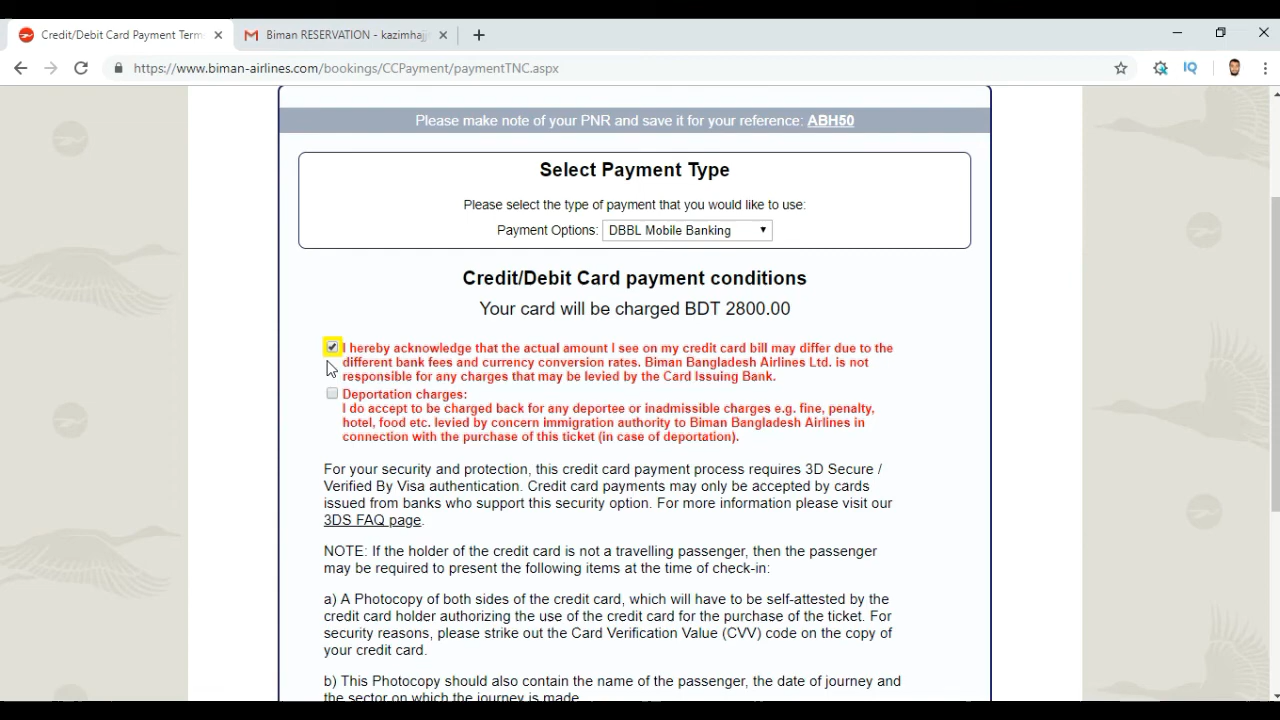 Credit/Debit Card Payment Term
Biman RESERVATION - kazimhajj
https://www.biman-airlines.com/bookings/CCPayment/paymentTNC.aspx
IQ
Please make note of your PNR and save it for your reference: ABH50
Select Payment Type
Please select the type of payment that you would like to use:
Payment Options: DBBL Mobile Banking
Credit/Debit Card payment conditions
Your card will be charged BDT 2800.00
I hereby acknowledge that the actual amount I see on my credit card bill may differ due to the
different bank fees and currency conversion rates. Biman Bangladesh Airlines Ltd. is not
responsible for any charges that may be levied by the Card Issuing Bank.
Deportation charges:
I do accept to be charged back for any deportee or inadmissible charges e.g. fine, penalty,
hotel, food etc. levied by concern immigration authority to Biman Bangladesh Airlines in
connection with the purchase of this ticket (in case of deportation).
For your security and protection, this credit card payment process requires 3D Secure /
Verified By Visa authentication. Credit card payments may only be accepted by cards
issued from banks who support this security option. For more information please visit our
3DS FAQ page.
NOTE: If the holder of the credit card is not a travelling passenger, then the passenger
may be required to present the following items at the time of check-in:
a) A Photocopy of both sides of the credit card, which will have to be self-attested by the
credit card holder authorizing the use of the credit card for the purchase of the ticket. For
security reasons, please strike out the Card Verification Value (CVV) code on the copy of
your credit card.
b) This Photocopy should also contain the name of the passenger, the date of journey and
the sector on which the journey is made.